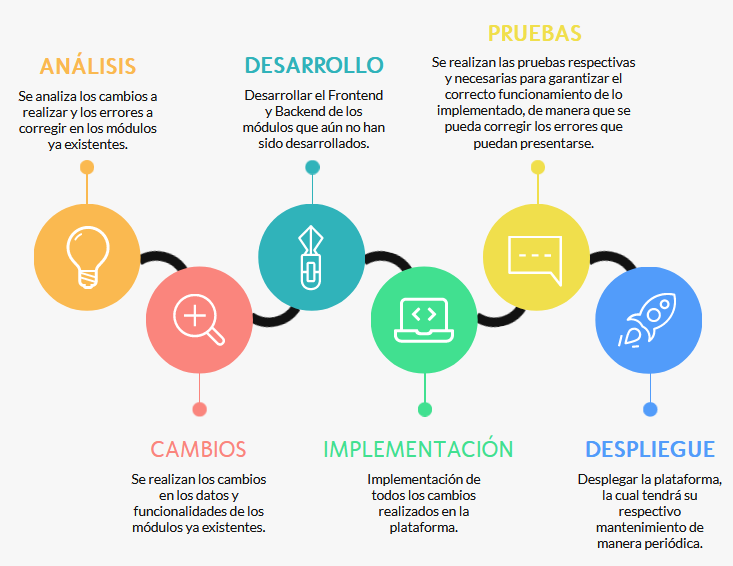 ANÁLISIS
Se analiza los cambios a
realizar y los errores a
corregir en los módulos
ya existentes.
CAMBIOS
Se realizan los cambios
en los datos y
funcionalidades de los
módulos ya existentes.
DESARROLLO
Desarrollar el Frontend
y Backend de los
módulos que aún no han
sido desarrollados.
IMPLEMENTACIÓN
Implementación de
todos los cambios
realizados en la
plataforma.
PRUEBAS
Se realizan las pruebas respectivas
y necesarias para garantizar el
correcto funcionamiento de lo
implementado, de manera que se
pueda corregir los errores que
puedan presentarse.
DESPLIEGUE
Desplegar la plataforma,
la cual tendrá su
respectivo
mantenimiento de
manera periódica.